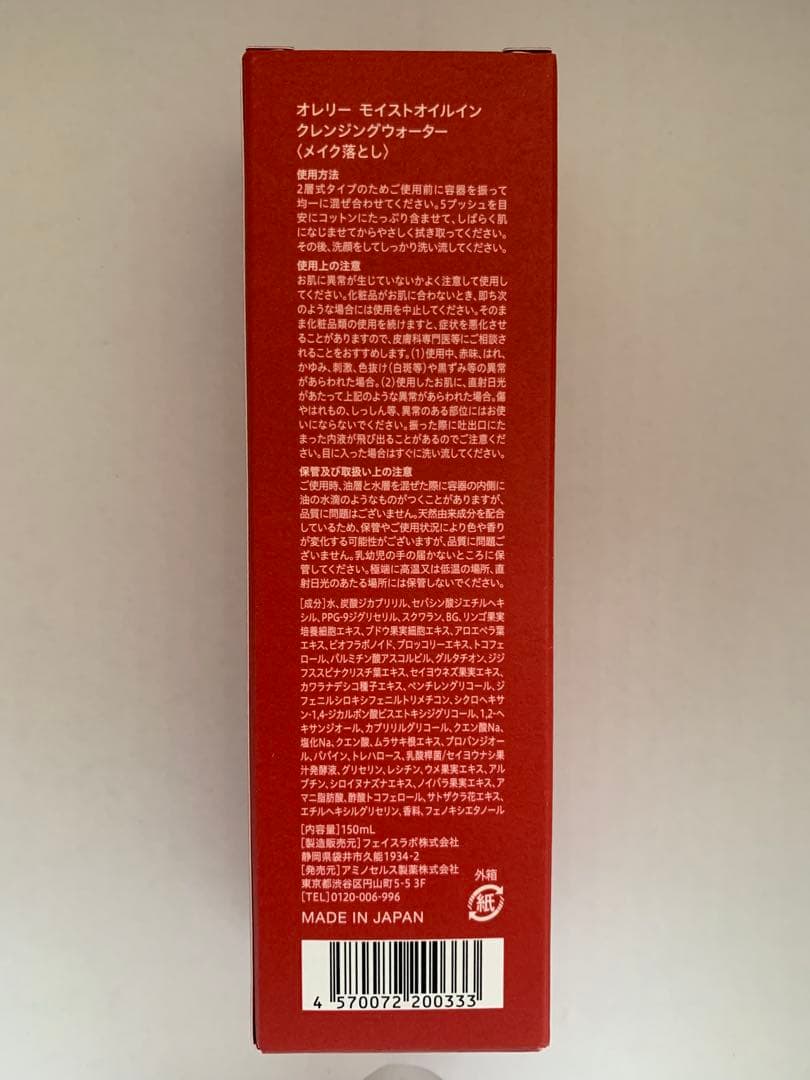 オレリー モイストオイルイン
クレンジングウォーター
〈メイク落とし〉
使用方法
2層式タイプのためご使用前に容器を振って
均一に混ぜ合わせてください。5プッシュを目
安にコットンにたっぷり含ませて、しばらく肌
になじませてからやさしく拭き取ってください。
その後、洗顔をしてしっかり洗い流してください。
使用上の注意
お肌に異常が生じていないかよく注意して使用し
てください。化粧品がお肌に合わないとき、即ち次
のような場合には使用を中止してください。そのま
ま化粧品類の使用を続けますと、症状を悪化させ
ることがありますので、皮膚科専門医等にご相談さ
れることをおすすめします。(1)使用中、赤味、はれ、
かゆみ、刺激、色抜け(白斑等)や黒ずみ等の異常
があらわれた場合。(2)使用したお肌に、直射日光
があたって上記のような異常があらわれた場合。傷
やはれもの、しっしん等、異常のある部位にはお使
いにならないでください。振った際に吐出口にた
まった内液が飛び出ることがあるのでご注意くだ
さい。目に入った場合はすぐに洗い流してください。
保管及び取扱い上の注意
ご使用時、油層と水層を混ぜた際に容器の内側に
油の水滴のようなものがつくことがありますが、
品質に問題はございません。天然由来成分を配合
しているため、保管やご使用状況により色や香り
が変化する可能性がございますが、品質に問題ご
ざいません。乳幼児の手の届かないところに保
管してください。極端に高温又は低温の場所、直
射日光のあたる場所には保管しないでください。
[成分]水、炭酸ジカプリリル、セバシン酸ジエチルヘキ
シル、PPG-9ジグリセリル、スクワラン、BG、リンゴ果実
培養細胞エキス、ブドウ果実細胞エキス、アロエベラ葉
エキス、ビオフラボノイド、ブロッコリーエキス、トコフェ
ロール、パルミチン酸アスコルビル、グルタチオン、ジジ
フススピナクリスチ葉エキス、セイヨウネズ果実エキス、
カワラナデシコ種子エキス、ペンチレングリコール、ジ
フェニルシロキシフェニルトリメチコン、シクロヘキサ
ン-1,4-ジカルボン酸ビスエトキシジグリコール、1,2-ヘ
キサンジオール、カプリリルグリコール、クエン酸Na、
塩化Na、クエン酸、ムラサキ根エキス、プロパンジオー
ル、パパイン、トレハロース、乳酸桿菌/セイヨウナシ果
汁発酵液、グリセリン、レシチン、ウメ果実エキス、アル
ブチン、シロイヌナズナエキス、ノイバラ果実エキス、ア
マニ脂肪酸、酢酸トコフェロール、サトザクラ花エキス、
エチルヘキシルグリセリン、香料、フェノキシエタノール
[内容量]150mL
[製造販売元]フェイスラボ株式会社
静岡県袋井市久能1934-2
[発売元]アミノセルス製薬株式会社
東京都渋谷区円山町5-5 3F
[TEL]0120-006-996
MADE IN JAPAN
外箱
紙
4 570072 200333